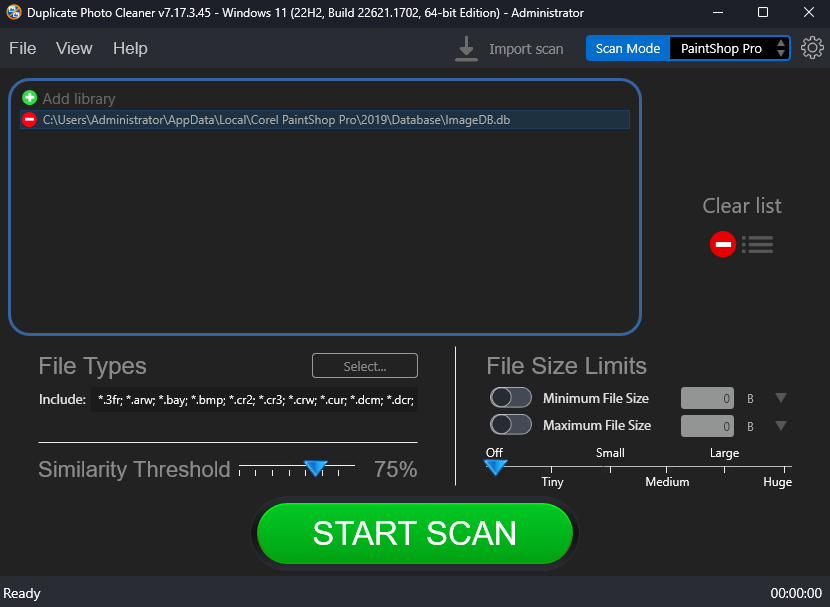 Duplicate Photo Cleaner v7.17.3.45 - Windows 11 (22H2, Build 22621.1702, 64-bit Edition) - Administrator
File View Help Import scan Scan Mode PaintShop Pro
Add library
C:\Users\Administrator\AppData\Local\Corel PaintShop Pro\2019\Database\ImageDB.db
Clear list
File Types Select...
Include: *.3fr; *.arw; *.bay; *.bmp; *.cr2; *.cr3; *.crw; *.cur; *.dcm; *.dcr;
Similarity Threshold 75%
File Size Limits
Minimum File Size 0 B
Maximum File Size 0 B
Off Small Large
Tiny Medium Huge
START SCAN
Ready 00:00:00